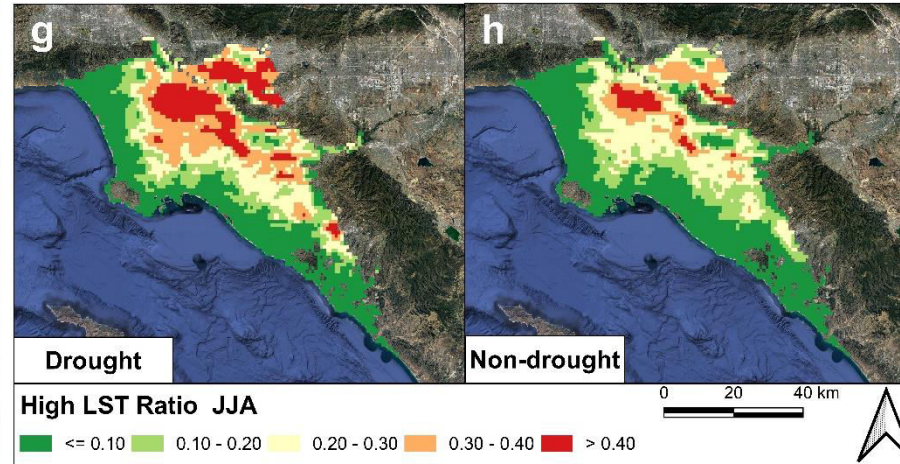 g
h
Drought
Non-drought
High LST Ratio JJA
0 20 40 km
<= 0.10 0.10 - 0.20 0.20 - 0.30 0.30 - 0.40 > 0.40